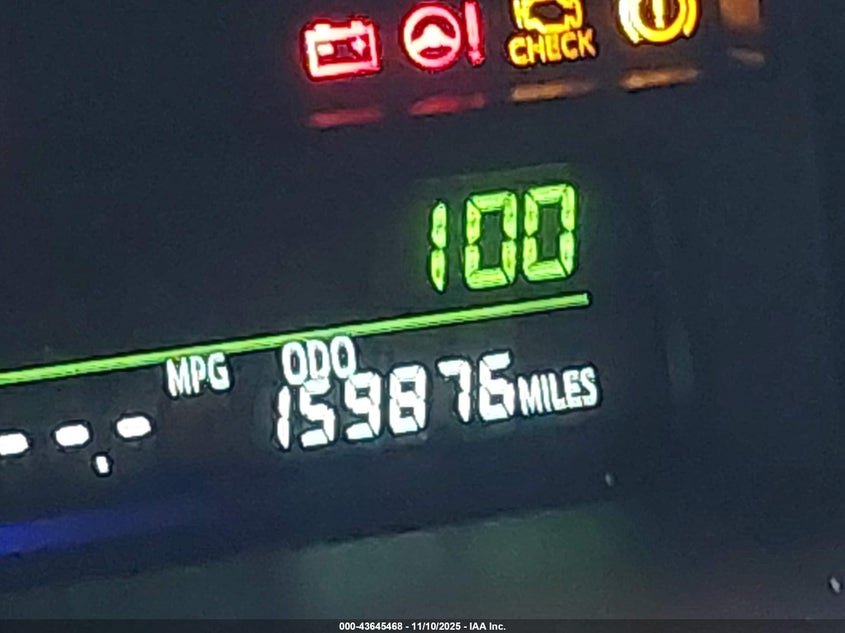 CHECK
100
MPG ODO
159876 MILES
--.-
000-43645468 - 11/10/2025 - IAA Inc.